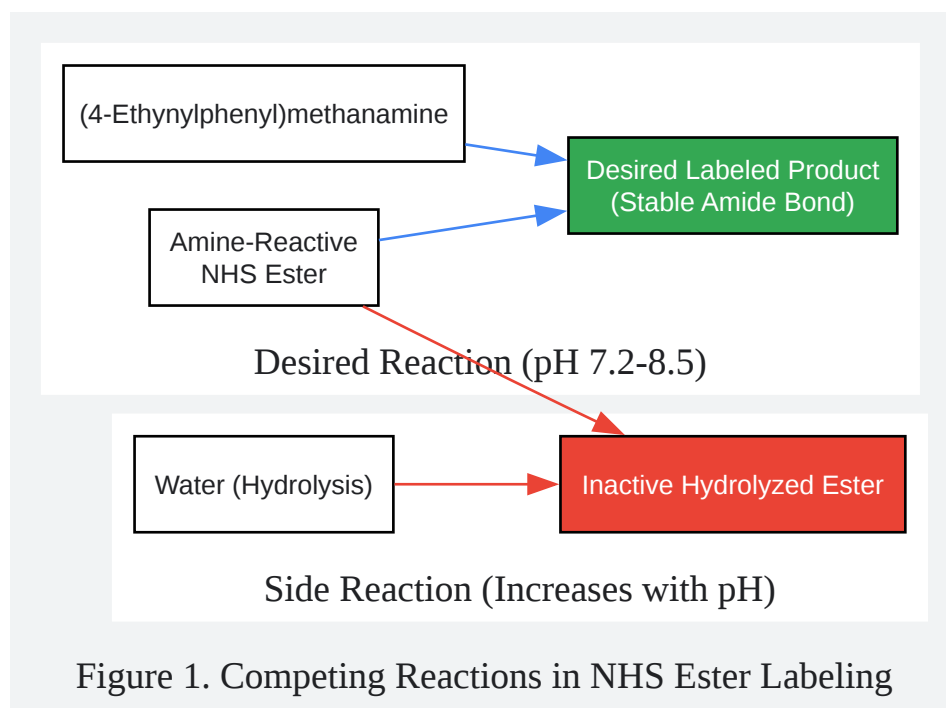 (4-Ethynylphenyl)methanamine
Desired Labeled Product
(Stable Amide Bond)
Amine-Reactive
NHS Ester
Desired Reaction (pH 7.2-8.5)
Water (Hydrolysis)
Inactive Hydrolyzed Ester
Side Reaction (Increases with pH)
Figure 1. Competing Reactions in NHS Ester Labeling